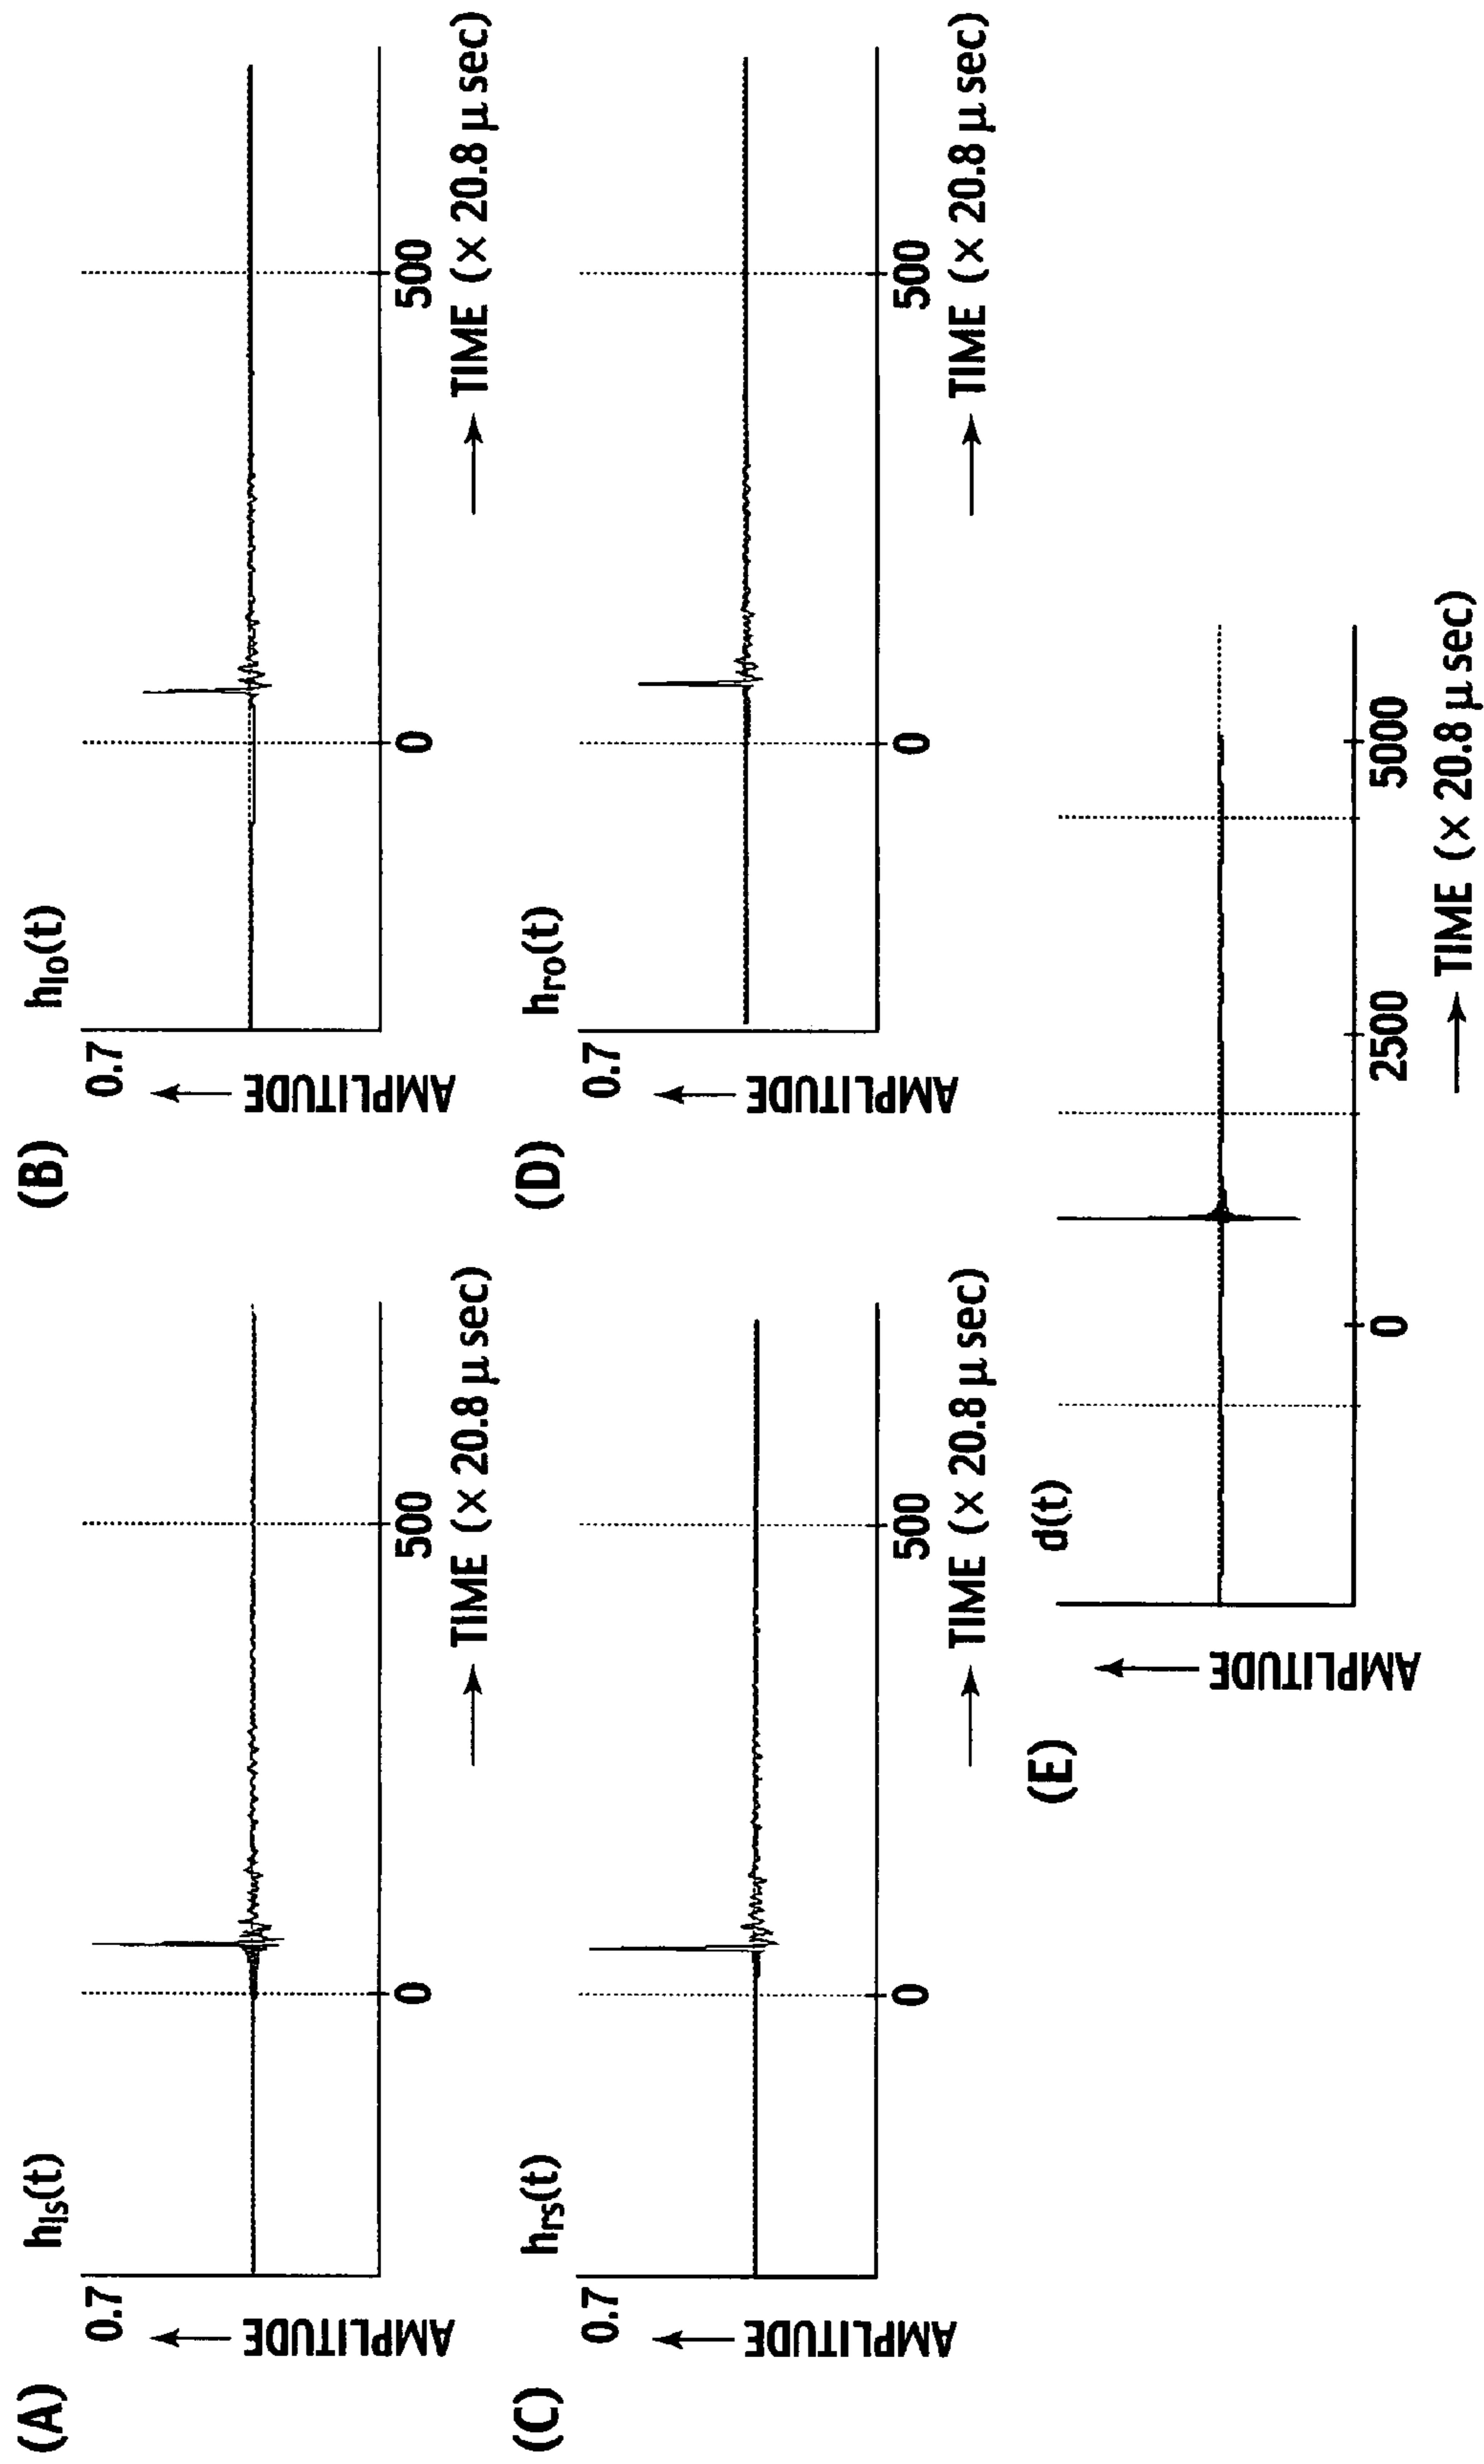 (A)
h_ls(t)
0.7
AMPLITUDE
0
500
TIME (× 20.8 μ sec)
(B)
h_lo(t)
0.7
AMPLITUDE
0
500
TIME (× 20.8 μ sec)
(C)
h_rs(t)
0.7
AMPLITUDE
0
500
TIME (× 20.8 μ sec)
(D)
h_ro(t)
0.7
AMPLITUDE
0
500
TIME (× 20.8 μ sec)
(E)
d(t)
AMPLITUDE
0
2500
5000
TIME (× 20.8 μ sec)